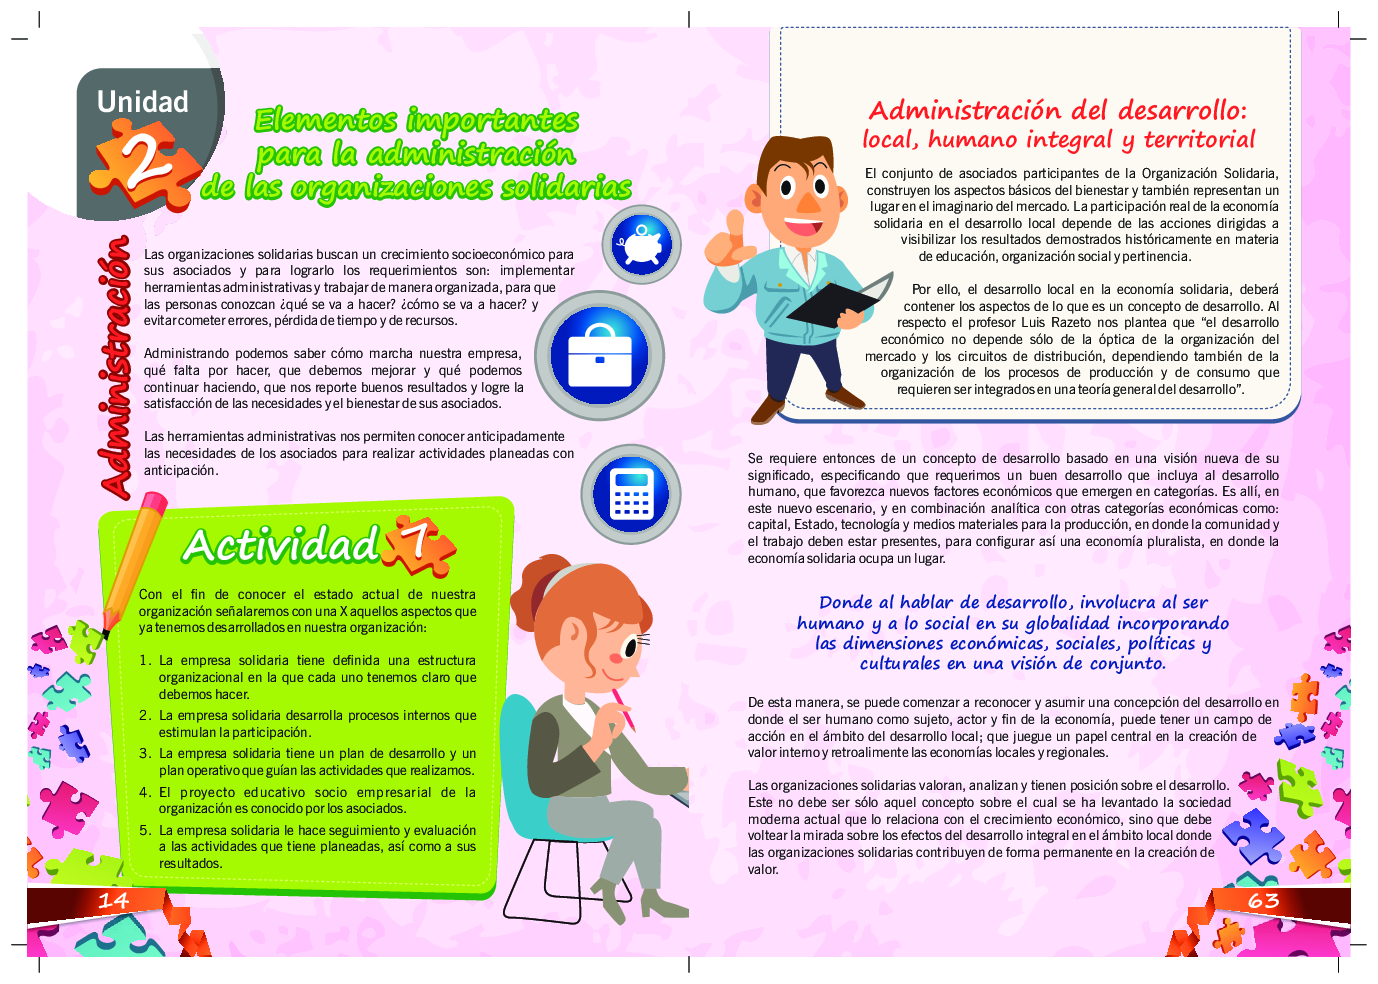 Unidad
2
Elementos importantes
para la administración
de las organizaciones solidarias
Administración
Las organizaciones solidarias buscan un crecimiento socioeconómico para
sus asociados y para lograrlo los requerimientos son: implementar
herramientas administrativas y trabajar de manera organizada, para que
las personas conozcan ¿qué se va a hacer? ¿cómo se va a hacer? y
evitar cometer errores, pérdida de tiempo y de recursos.
Administrando podemos saber cómo marcha nuestra empresa,
qué falta por hacer, que debemos mejorar y qué podemos
continuar haciendo, que nos reporte buenos resultados y logre la
satisfacción de las necesidades y el bienestar de sus asociados.
Las herramientas administrativas nos permiten conocer anticipadamente
las necesidades de los asociados para realizar actividades planeadas con
anticipación.
Actividad 7
Con el fin de conocer el estado actual de nuestra
organización señalaremos con una X aquellos aspectos que
ya tenemos desarrollados en nuestra organización:
1. La empresa solidaria tiene definida una estructura
organizacional en la que cada uno tenemos claro que
debemos hacer.
2. La empresa solidaria desarrolla procesos internos que
estimulan la participación.
3. La empresa solidaria tiene un plan de desarrollo y un
plan operativo que guían las actividades que realizamos.
4. El proyecto educativo socio empresarial de la
organización es conocido por los asociados.
5. La empresa solidaria le hace seguimiento y evaluación
a las actividades que tiene planeadas, así como a sus
resultados.
14
Administración del desarrollo:
local, humano integral y territorial
El conjunto de asociados participantes de la Organización Solidaria,
construyen los aspectos básicos del bienestar y también representan un
lugar en el imaginario del mercado. La participación real de la economía
solidaria en el desarrollo local depende de las acciones dirigidas a
visibilizar los resultados demostrados históricamente en materia
de educación, organización social y pertinencia.
Por ello, el desarrollo local en la economía solidaria, deberá
contener los aspectos de lo que es un concepto de desarrollo. Al
respecto el profesor Luis Razeto nos plantea que “el desarrollo
económico no depende sólo de la óptica de la organización del
mercado y los circuitos de distribución, dependiendo también de la
organización de los procesos de producción y de consumo que
requieren ser integrados en una teoría general del desarrollo”.
Se requiere entonces de un concepto de desarrollo basado en una visión nueva de su
significado, especificando que requerimos un buen desarrollo que incluya al desarrollo
humano, que favorezca nuevos factores económicos que emergen en categorías. Es allí, en
este nuevo escenario, y en combinación analítica con otras categorías económicas como:
capital, Estado, tecnología y medios materiales para la producción, en donde la comunidad y
el trabajo deben estar presentes, para configurar así una economía pluralista, en donde la
economía solidaria ocupa un lugar.
Donde al hablar de desarrollo, involucra al ser
humano y a lo social en su globalidad incorporando
las dimensiones económicas, sociales, políticas y
culturales en una visión de conjunto.
De esta manera, se puede comenzar a reconocer y asumir una concepción del desarrollo en
donde el ser humano como sujeto, actor y fin de la economía, puede tener un campo de
acción en el ámbito del desarrollo local; que juegue un papel central en la creación de
valor interno y retroalimente las economías locales y regionales.
Las organizaciones solidarias valoran, analizan y tienen posición sobre el desarrollo.
Este no debe ser sólo aquel concepto sobre el cual se ha levantado la sociedad
moderna actual que lo relaciona con el crecimiento económico, sino que debe
voltear la mirada sobre los efectos del desarrollo integral en el ámbito local donde
las organizaciones solidarias contribuyen de forma permanente en la creación de
valor.
63